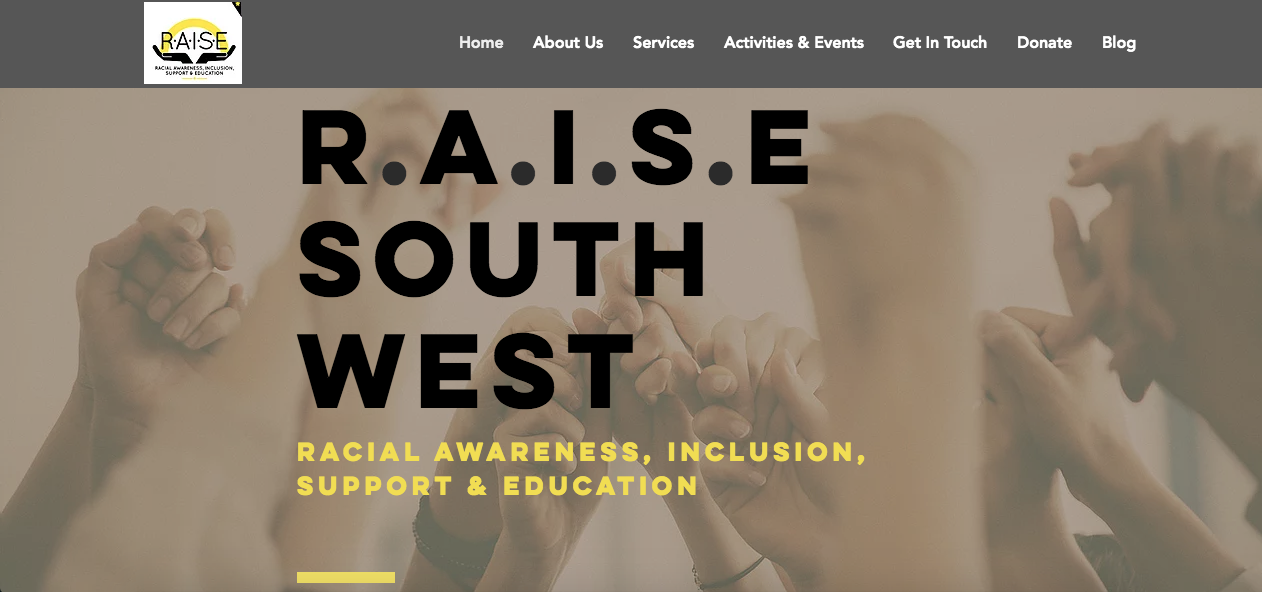 R.A.I.S.E
RACIAL AWARENESS, INCLUSION,
SUPPORT & EDUCATION
Home About Us Services Activities & Events Get In Touch Donate Blog
R.A.I.S.E
SOUTH
WEST
RACIAL AWARENESS, INCLUSION,
SUPPORT & EDUCATION